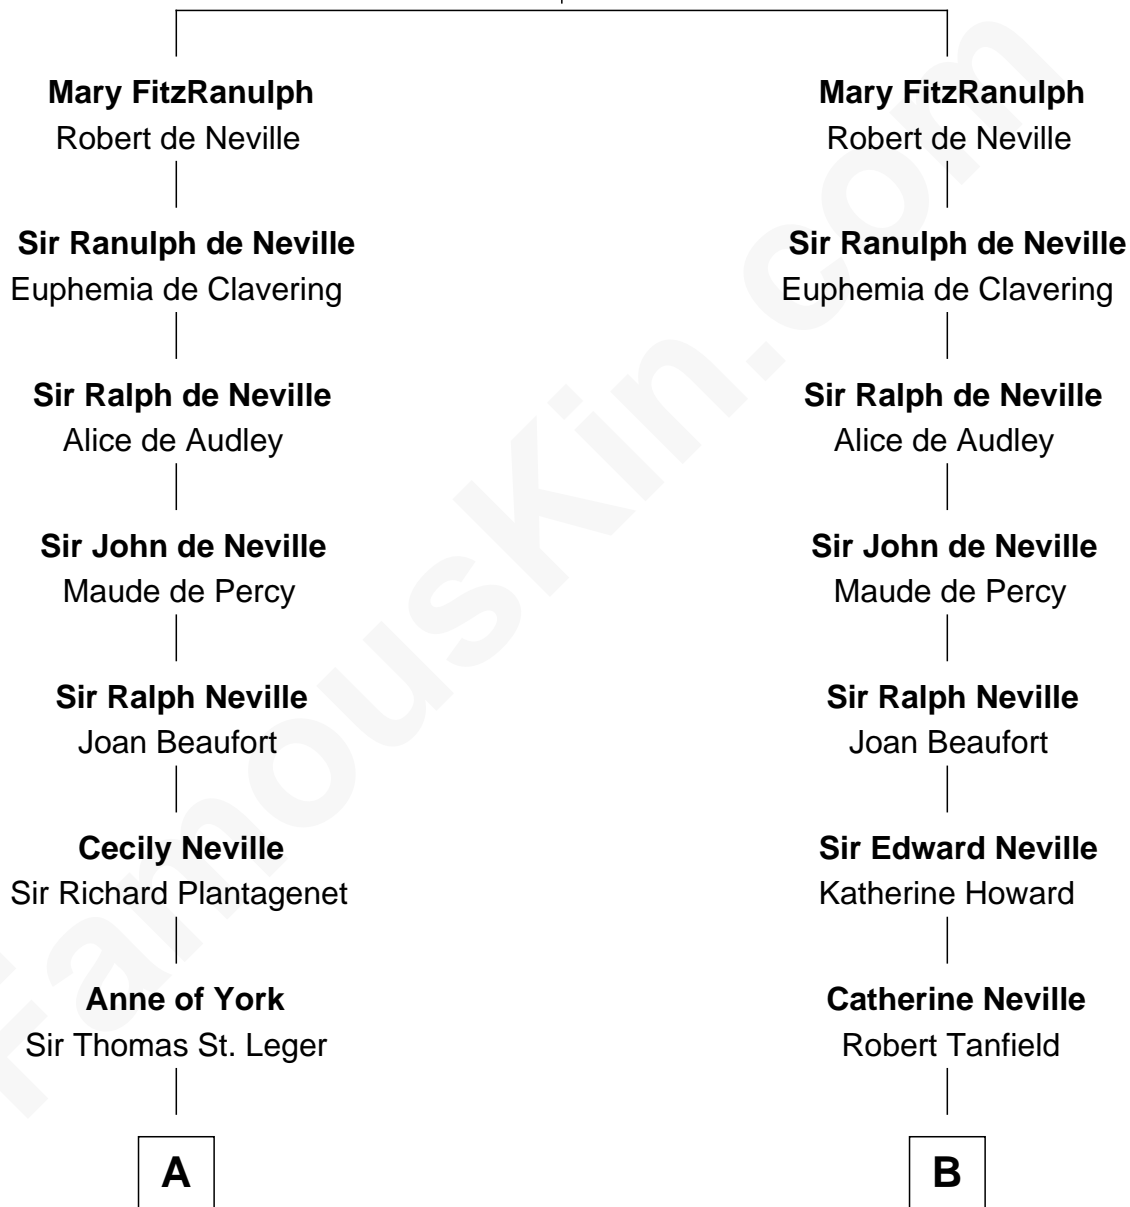 Mary FitzRanulph
Robert de Neville
Sir Ranulph de Neville
Euphemia de Clavering
Sir Ralph de Neville
Alice de Audley
Sir John de Neville
Maude de Percy
Sir Ralph Neville
Joan Beaufort
Cecily Neville
Sir Richard Plantagenet
Anne of York
Sir Thomas St. Leger
A
Mary FitzRanulph
Robert de Neville
Sir Ranulph de Neville
Euphemia de Clavering
Sir Ralph de Neville
Alice de Audley
Sir John de Neville
Maude de Percy
Sir Ralph Neville
Joan Beaufort
Sir Edward Neville
Katherine Howard
Catherine Neville
Robert Tanfield
B
FamousKin.com